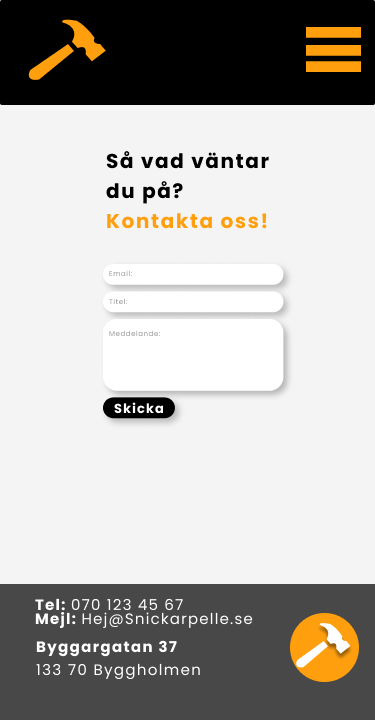 Så vad väntar
du på?
Kontakta oss!
Email:
Titel:
Meddelande:
Skicka
Tel: 070 123 45 67
Mejl: Hej@Snickarpelle.se
Byggargatan 37
133 70 Byggholmen